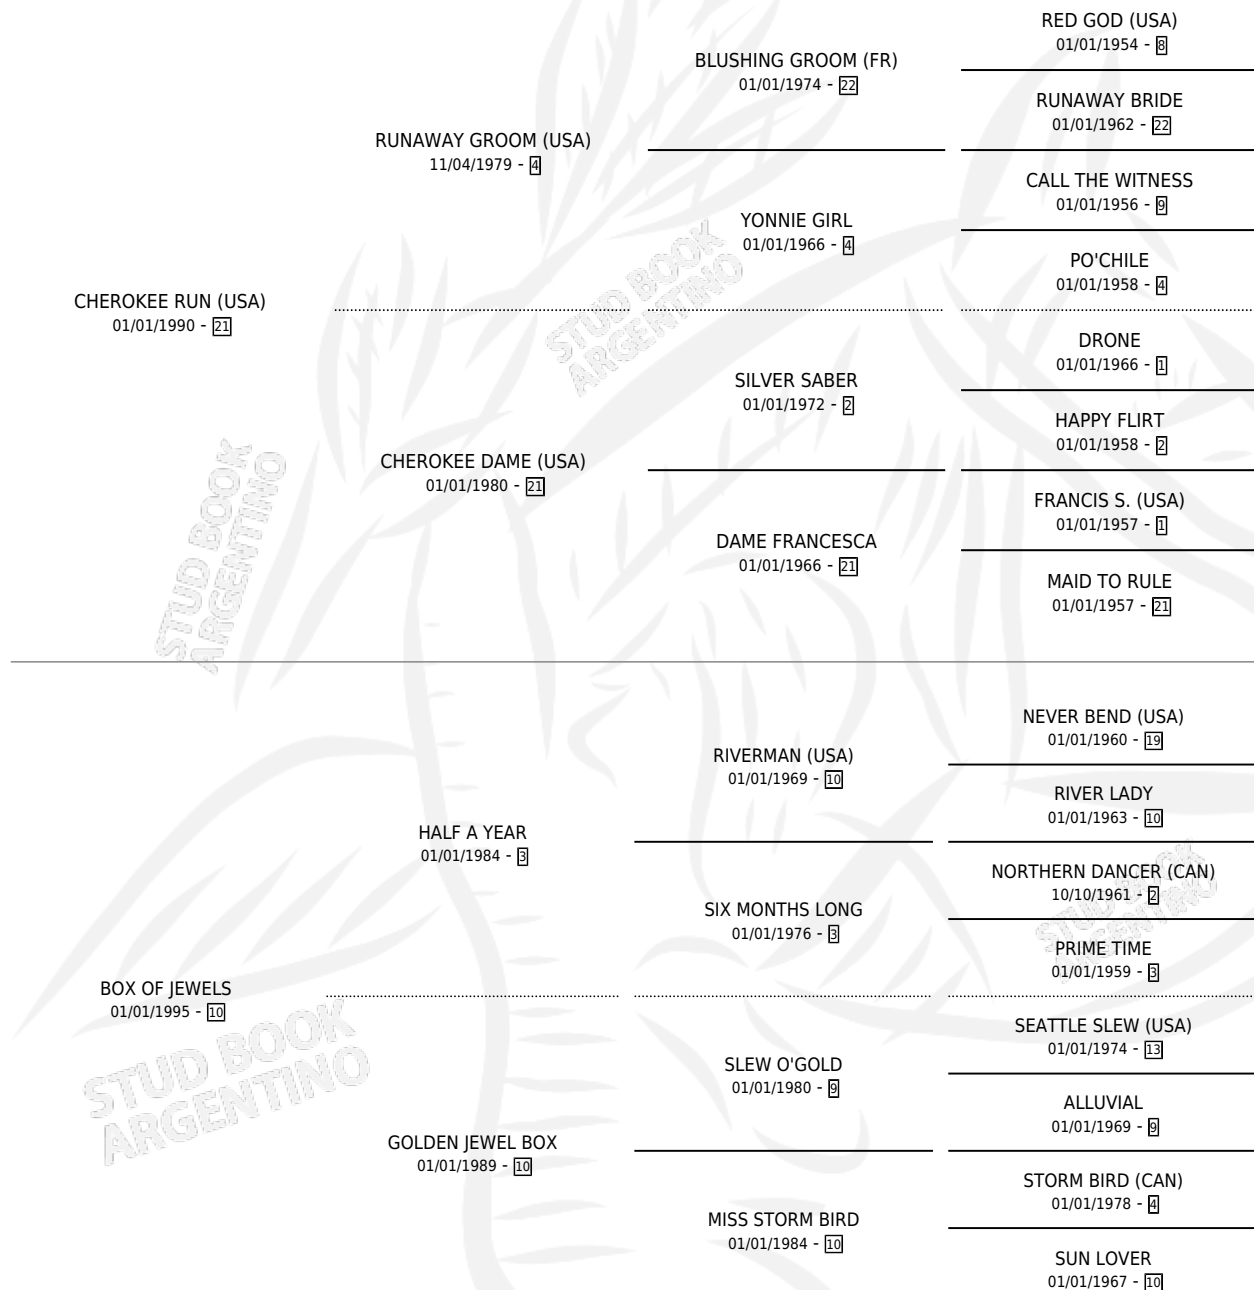 RED GOD (USA)
01/01/1954 - 8
BLUSHING GROOM (FR)
01/01/1974 - 22
RUNAWAY BRIDE
01/01/1962 - 22
RUNAWAY GROOM (USA)
11/04/1979 - 4
CALL THE WITNESS
01/01/1956 - 9
YONNIE GIRL
01/01/1966 - 4
PO'CHILE
01/01/1958 - 4
CHEROKEE RUN (USA)
01/01/1990 - 21
DRONE
01/01/1966 - 1
SILVER SABER
01/01/1972 - 2
HAPPY FLIRT
01/01/1958 - 2
CHEROKEE DAME (USA)
01/01/1980 - 21
FRANCIS S. (USA)
01/01/1957 - 1
DAME FRANCESCA
01/01/1966 - 21
MAID TO RULE
01/01/1957 - 21
STUD BOOK
ARGENTINO
STUD BOOK
ARGENTINO
NEVER BEND (USA)
01/01/1960 - 19
RIVERMAN (USA)
01/01/1969 - 10
RIVER LADY
01/01/1963 - 10
HALF A YEAR
01/01/1984 - 3
NORTHERN DANCER (CAN)
10/10/1961 - 2
SIX MONTHS LONG
01/01/1976 - 3
PRIME TIME
01/01/1959 - 3
BOX OF JEWELS
01/01/1995 - 10
SEATTLE SLEW (USA)
01/01/1974 - 13
SLEW O'GOLD
01/01/1980 - 9
ALLUVIAL
01/01/1969 - 9
GOLDEN JEWEL BOX
01/01/1989 - 10
STORM BIRD (CAN)
01/01/1978 - 4
MISS STORM BIRD
01/01/1984 - 10
SUN LOVER
01/01/1967 - 10
STUD BOOK
ARGENTINO
STUD BOOK
ARGENTINO